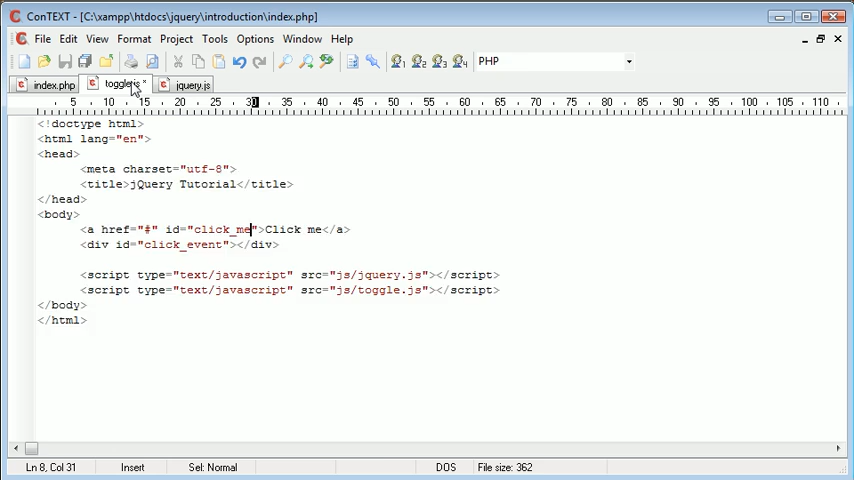 ConTEXT - [C:\xampp\htdocs\jquery\introduction\index.php]
File Edit View Format Project Tools Options Window Help
1 2 3 4 PHP
index.php toggle.js * jquery.js
5 10 15 20 25 30 35 40 45 50 55 60 65 70 75 80 85 90 95 100 105 110
<!doctype html>
<html lang="en">
<head>
<meta charset="utf-8">
<title>jQuery Tutorial</title>
</head>
<body>
<a href="#" id="click_me">Click me</a>
<div id="click_event"></div>
<script type="text/javascript" src="js/jquery.js"></script>
<script type="text/javascript" src="js/toggle.js"></script>
</body>
</html>
Ln 8, Col 31 Insert Sel: Normal DOS File size: 362